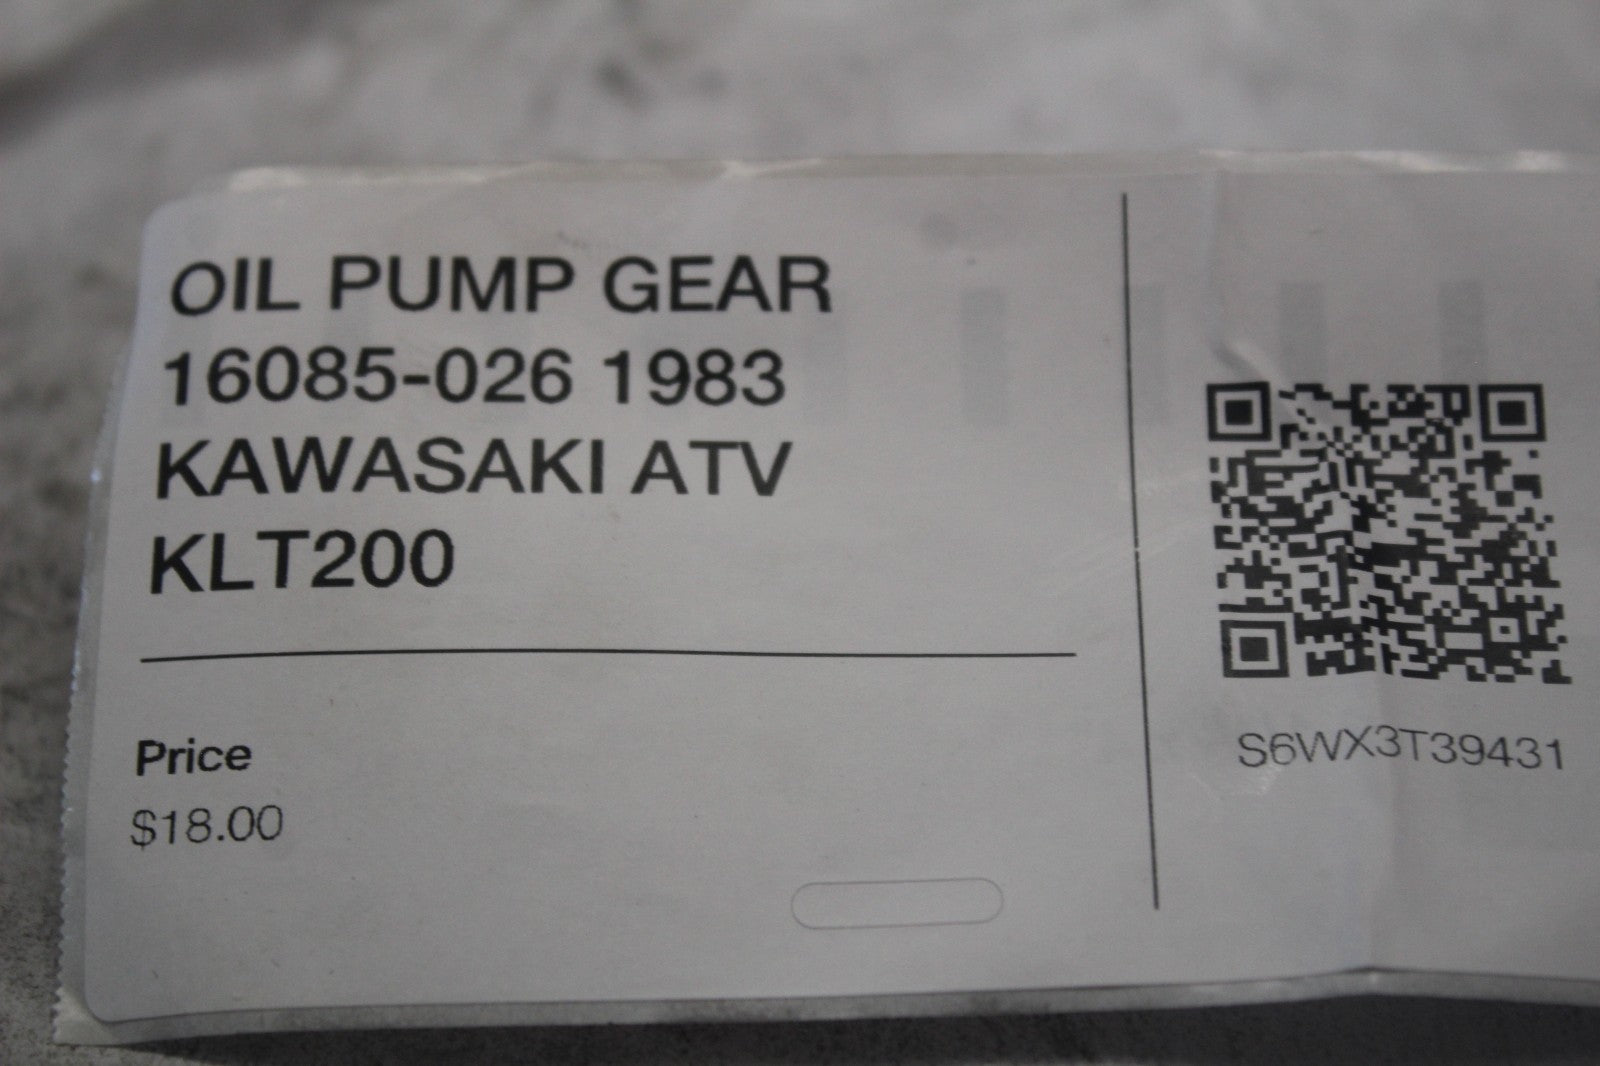 OIL PUMP GEAR
16085-026 1983
KAWASAKI ATV
KLT200
Price
$18.00
S6WX3T39431